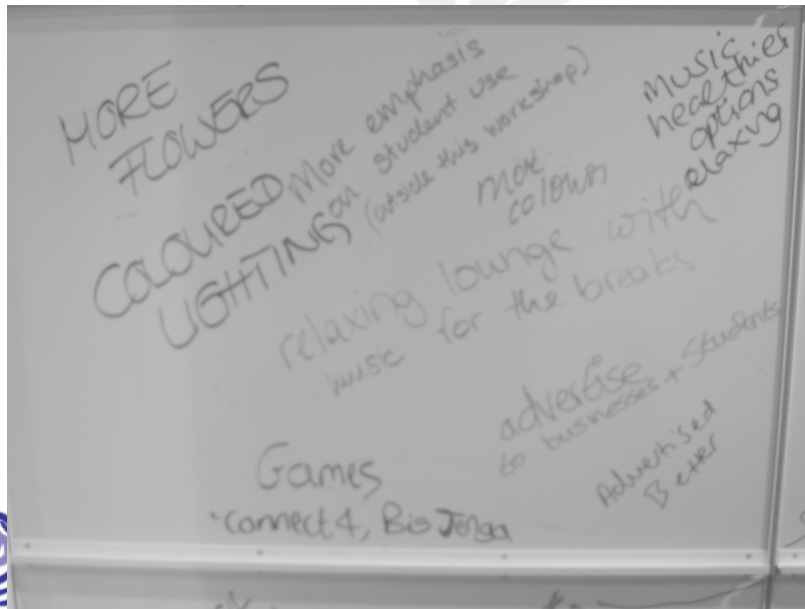 MORE
FLOWERS
COLOURED
LIGHTING
More emphasis
on student use
(outside this workshop)
more
colour
music
healthier
options
relaxing
relaxing lounge with
music for the breaks
advertise
to businesses + students
Advertised
Better
Games
Connect 4, Big Jenga